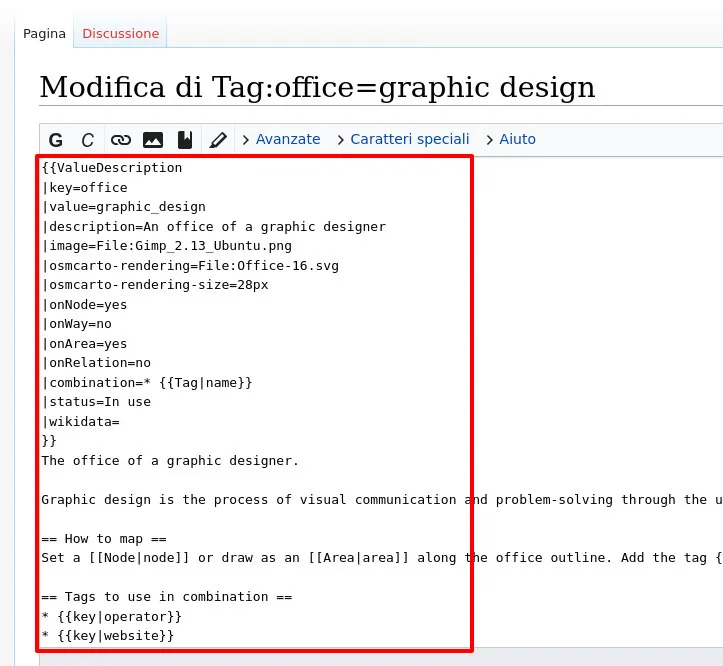 Pagina Discussione
Modifica di Tag:office=graphic design
G C Avanzate Caratteri speciali Aiuto
{{ValueDescription
|key=office
|value=graphic_design
|description=An office of a graphic designer
|image=File:Gimp_2.13_Ubuntu.png
|osmcarto-rendering=File:Office-16.svg
|osmcarto-rendering-size=28px
|onNode=yes
|onWay=no
|onArea=yes
|onRelation=no
|combination=* {{Tag|name}}
|status=In use
|wikidata=
}}
The office of a graphic designer.
Graphic design is the process of visual communication and problem-solving through the u
== How to map ==
Set a [[Node|node]] or draw as an [[Area|area]] along the office outline. Add the tag {
== Tags to use in combination ==
* {{key|operator}}
* {{key|website}}